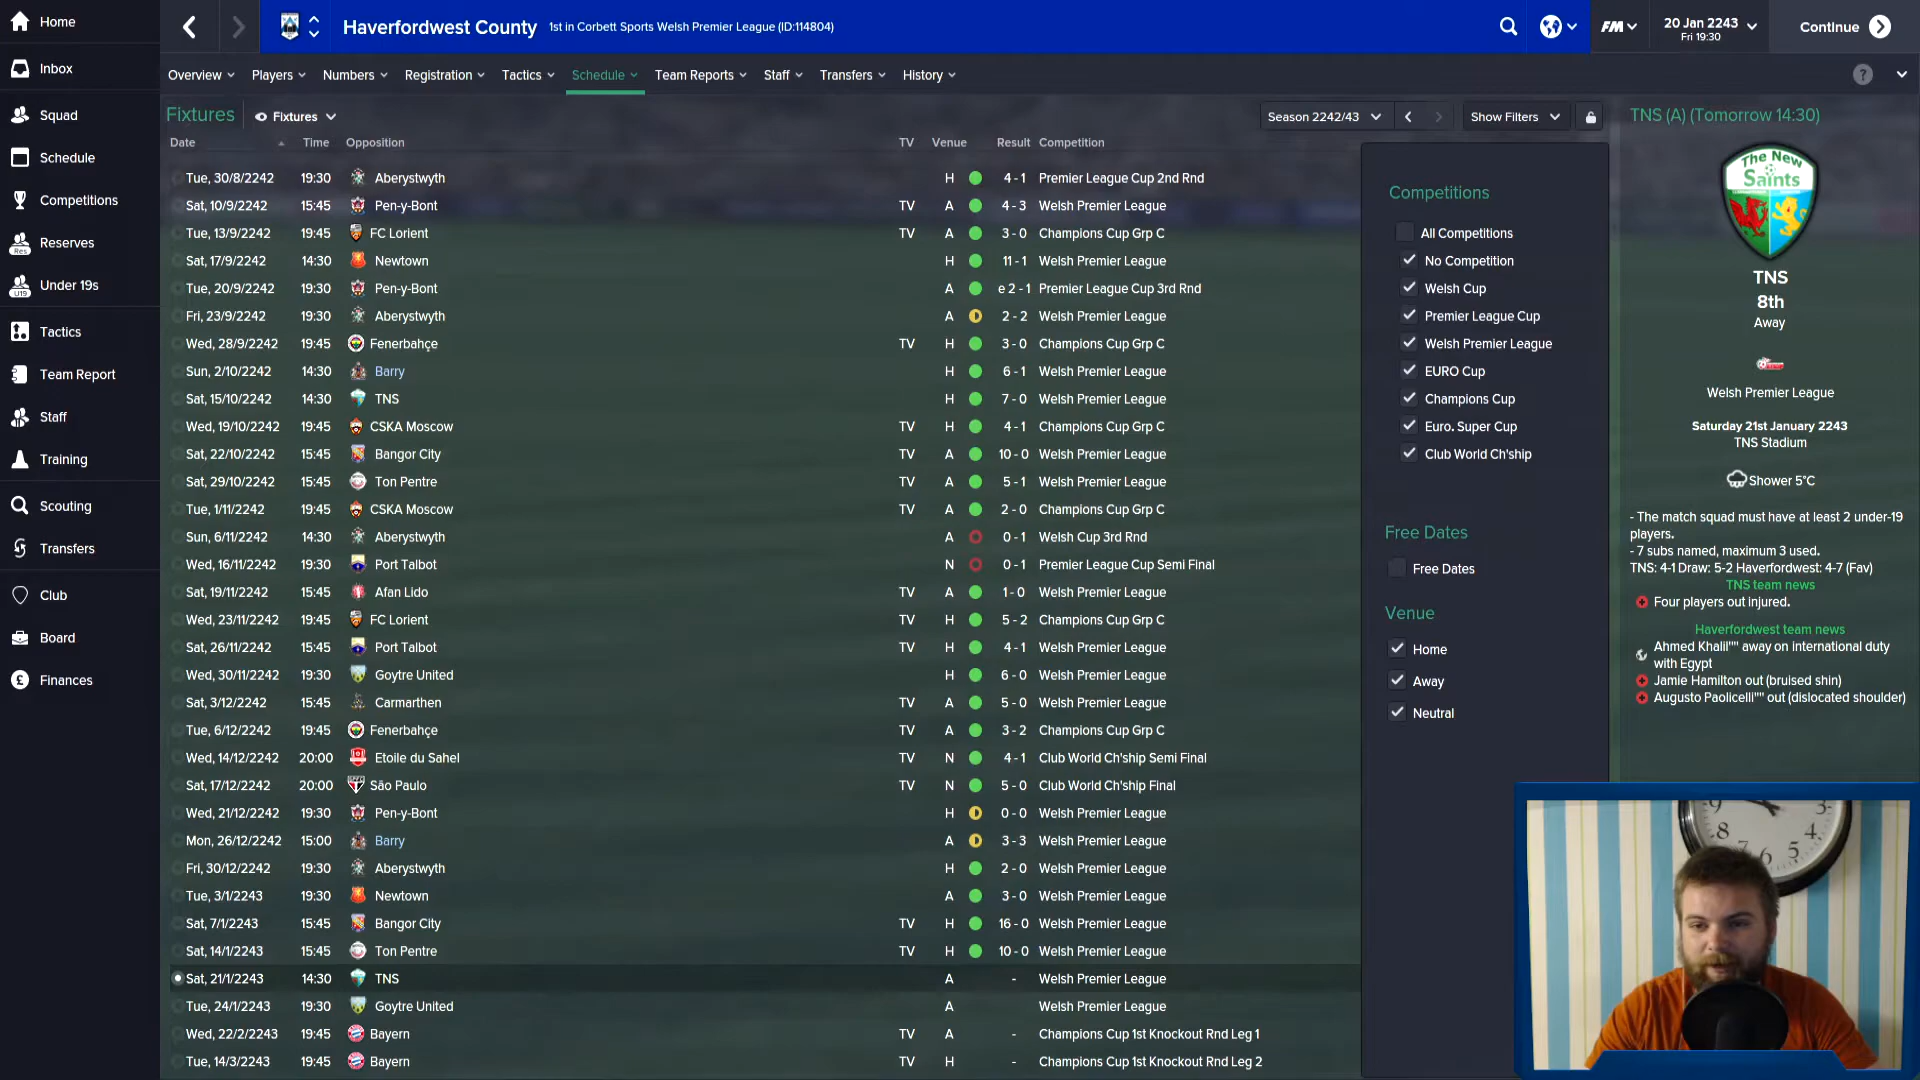 Home
Inbox
Squad
Schedule
Competitions
Reserves
Under 19s
Tactics
Team Report
Staff
Training
Scouting
Transfers
Club
Board
Finances
Haverfordwest County 1st in Corbett Sports Welsh Premier League (ID:114804)
FM
20 Jan 2243
Fri 19:30
Continue
Overview Players Numbers Registration Tactics Schedule Team Reports Staff Transfers History
Fixtures Fixtures Season 2242/43 Show Filters
Date Time Opposition TV Venue Result Competition
Tue, 30/8/2242 19:30 Aberystwyth H 4 - 1 Premier League Cup 2nd Rnd
Sat, 10/9/2242 15:45 Pen-y-Bont TV A 4 - 3 Welsh Premier League
Tue, 13/9/2242 19:45 FC Lorient TV A 3 - 0 Champions Cup Grp C
Sat, 17/9/2242 14:30 Newtown H 11 - 1 Welsh Premier League
Tue, 20/9/2242 19:30 Pen-y-Bont A e 2 - 1 Premier League Cup 3rd Rnd
Fri, 23/9/2242 19:30 Aberystwyth A 2 - 2 Welsh Premier League
Wed, 28/9/2242 19:45 Fenerbahçe TV H 3 - 0 Champions Cup Grp C
Sun, 2/10/2242 14:30 Barry H 6 - 1 Welsh Premier League
Sat, 15/10/2242 14:30 TNS H 7 - 0 Welsh Premier League
Wed, 19/10/2242 19:45 CSKA Moscow TV H 4 - 1 Champions Cup Grp C
Sat, 22/10/2242 15:45 Bangor City TV A 10 - 0 Welsh Premier League
Sat, 29/10/2242 15:45 Ton Pentre TV A 5 - 1 Welsh Premier League
Tue, 1/11/2242 19:45 CSKA Moscow TV A 2 - 0 Champions Cup Grp C
Sun, 6/11/2242 14:30 Aberystwyth A 0 - 1 Welsh Cup 3rd Rnd
Wed, 16/11/2242 19:30 Port Talbot N 0 - 1 Premier League Cup Semi Final
Sat, 19/11/2242 15:45 Afan Lido TV A 1 - 0 Welsh Premier League
Wed, 23/11/2242 19:45 FC Lorient TV H 5 - 2 Champions Cup Grp C
Sat, 26/11/2242 15:45 Port Talbot TV H 4 - 1 Welsh Premier League
Wed, 30/11/2242 19:30 Goytre United H 6 - 0 Welsh Premier League
Sat, 3/12/2242 15:45 Carmarthen TV A 5 - 0 Welsh Premier League
Tue, 6/12/2242 19:45 Fenerbahçe TV A 3 - 2 Champions Cup Grp C
Wed, 14/12/2242 20:00 Etoile du Sahel TV N 4 - 1 Club World Ch'ship Semi Final
Sat, 17/12/2242 20:00 São Paulo TV N 5 - 0 Club World Ch'ship Final
Wed, 21/12/2242 19:30 Pen-y-Bont H 0 - 0 Welsh Premier League
Mon, 26/12/2242 15:00 Barry A 3 - 3 Welsh Premier League
Fri, 30/12/2242 19:30 Aberystwyth H 2 - 0 Welsh Premier League
Tue, 3/1/2243 19:30 Newtown A 3 - 0 Welsh Premier League
Sat, 7/1/2243 15:45 Bangor City TV H 16 - 0 Welsh Premier League
Sat, 14/1/2243 15:45 Ton Pentre TV H 10 - 0 Welsh Premier League
Sat, 21/1/2243 14:30 TNS A - Welsh Premier League
Tue, 24/1/2243 19:30 Goytre United A Welsh Premier League
Wed, 22/2/2243 19:45 Bayern TV A - Champions Cup 1st Knockout Rnd Leg 1
Tue, 14/3/2243 19:45 Bayern TV H - Champions Cup 1st Knockout Rnd Leg 2
Competitions
All Competitions
No Competition
Welsh Cup
Premier League Cup
Welsh Premier League
EURO Cup
Champions Cup
Euro. Super Cup
Club World Ch'ship
Free Dates
Free Dates
Venue
Home
Away
Neutral
TNS (A) (Tomorrow 14:30)
The New
Saints
TNS
8th
Away
Welsh Premier League
Saturday 21st January 2243
TNS Stadium
Shower 5°C
- The match squad must have at least 2 under-19
players.
- 7 subs named, maximum 3 used.
TNS: 4-1 Draw: 5-2 Haverfordwest: 4-7 (Fav)
TNS team news
Four players out injured.
Haverfordwest team news
Ahmed Khalil"" away on international duty
with Egypt
Jamie Hamilton out (bruised shin)
Augusto Paolicelli"" out (dislocated shoulder)
9 3
8 4
7 6 5